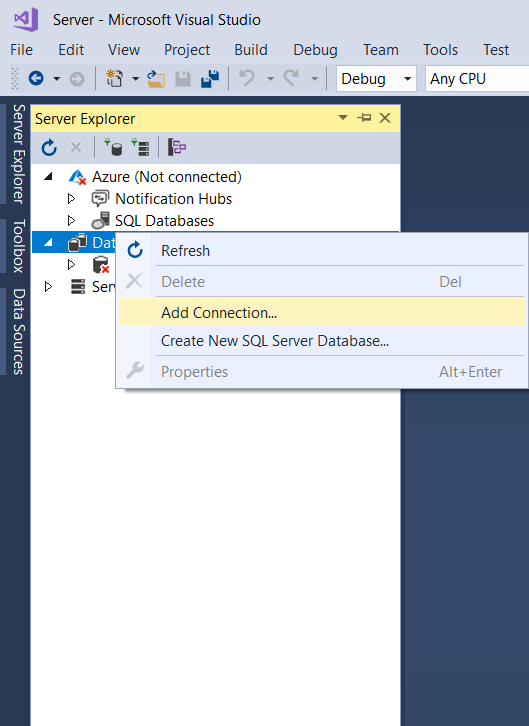 Server - Microsoft Visual Studio
File Edit View Project Build Debug Team Tools Test
Debug Any CPU
Server Explorer
Toolbox
Data Sources
Server Explorer
Azure (Not connected)
Notification Hubs
SQL Databases
Dat
Ser
Refresh
Delete Del
Add Connection...
Create New SQL Server Database...
Properties Alt+Enter